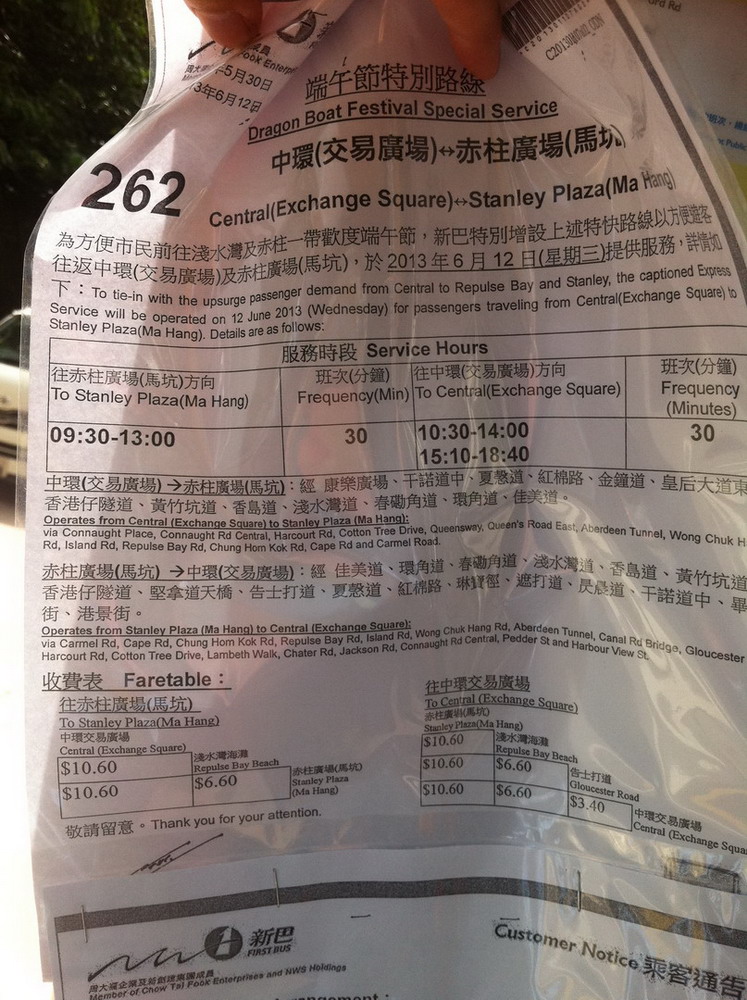 Ord Rd
5月30日
3年6月12日
C20130
端午節特別路線
Dragon Boat Festival Special Service
262
中環(交易廣場)↔赤柱廣場(馬坑)
Central(Exchange Square)↔Stanley Plaza(Ma Hang)
為方便市民前往淺水灣及赤柱一帶歡度端午節，新巴特別增設上述特快路線以方便遊客
往返中環(交易廣場)及赤柱廣場(馬坑)，於 2013 年 6 月 12 日(星期三)提供服務，詳情如
下：To tie-in with the upsurge passenger demand from Central to Repulse Bay and Stanley, the captioned Express
Service will be operated on 12 June 2013 (Wednesday) for passengers traveling from Central(Exchange Square) to
Stanley Plaza(Ma Hang). Details are as follows:
服務時段 Service Hours
往赤柱廣場(馬坑)方向 班次(分鐘) 往中環(交易廣場)方向 班次(分鐘)
To Stanley Plaza(Ma Hang) Frequency(Min) To Central(Exchange Square) Frequency
(Minutes)
09:30-13:00 30 10:30-14:00 30
15:10-18:40
中環(交易廣場)→赤柱廣場(馬坑)：經 康樂廣場、干諾道中、夏慤道、紅棉路、金鐘道、皇后大道東
香港仔隧道、黃竹坑道、香島道、淺水灣道、春磡角道、環角道、佳美道。
Operates from Central (Exchange Square) to Stanley Plaza (Ma Hang):
via Connaught Place, Connaught Rd Central, Harcourt Rd, Cotton Tree Drive, Queensway, Queen's Road East, Aberdeen Tunnel, Wong Chuk H
Rd, Island Rd, Repulse Bay Rd, Chung Hom Kok Rd, Cape Rd and Carmel Road.
赤柱廣場(馬坑)→中環(交易廣場)：經 佳美道、環角道、春磡角道、淺水灣道、香島道、黃竹坑道
香港仔隧道、堅拿道天橋、告士打道、夏慤道、紅棉路、琳寶徑、遮打道、昃臣道、干諾道中、畢
街、港景街。
Operates from Stanley Plaza (Ma Hang) to Central (Exchange Square):
via Carmel Rd, Cape Rd, Chung Hom Kok Rd, Repulse Bay Rd, Island Rd, Wong Chuk Hang Rd, Aberdeen Tunnel, Canal Rd Bridge, Gloucester
Harcourt Rd, Cotton Tree Drive, Lambeth Walk, Chater Rd, Jackson Rd, Connaught Rd Central, Pedder St and Harbour View St.
收費表 Faretable：
往赤柱廣場(馬坑)
To Stanley Plaza(Ma Hang)
中環交易廣場
Central (Exchange Square)
$10.60 淺水灣海灘
Repulse Bay Beach
$10.60 $6.60 赤柱廣場(馬坑)
Stanley Plaza
(Ma Hang)
往中環交易廣場
To Central (Exchange Square)
赤柱廣場(馬坑)
Stanley Plaza(Ma Hang)
$10.60 淺水灣海灘
Repulse Bay Beach
$10.60 $6.60 告士打道
Gloucester Road
$10.60 $6.60 $3.40 中環交易廣場
Central (Exchange Squa
敬請留意。Thank you for your attention.
新巴
FIRST BUS
周大福企業及新創建集團成員
Member of Chow Tai Fook Enterprises and NWS Holdings
Customer Notice 乘客通告